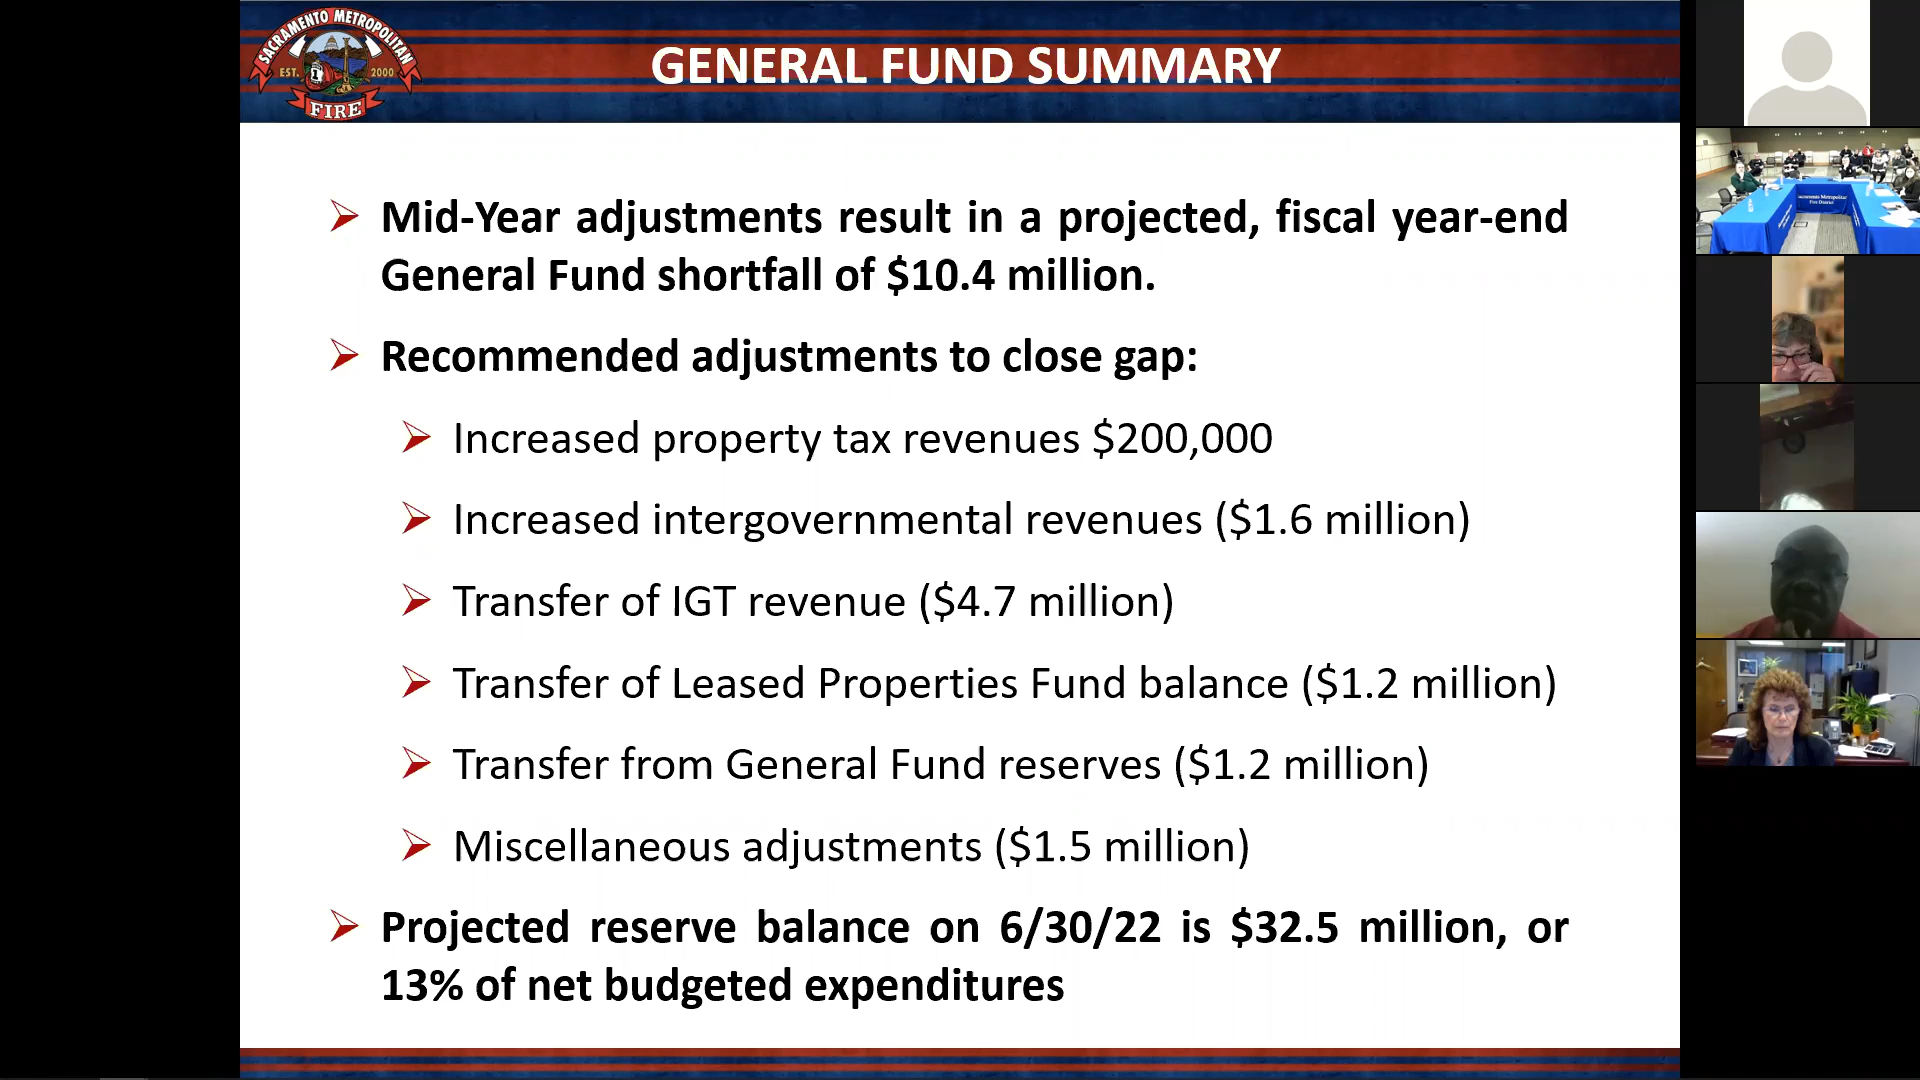 SACRAMENTO METROPOLITAN
EST. 2000
FIRE
GENERAL FUND SUMMARY
Mid-Year adjustments result in a projected, fiscal year-end
General Fund shortfall of $10.4 million.
Recommended adjustments to close gap:
Increased property tax revenues $200,000
Increased intergovernmental revenues ($1.6 million)
Transfer of IGT revenue ($4.7 million)
Transfer of Leased Properties Fund balance ($1.2 million)
Transfer from General Fund reserves ($1.2 million)
Miscellaneous adjustments ($1.5 million)
Projected reserve balance on 6/30/22 is $32.5 million, or
13% of net budgeted expenditures
Sacramento Metropolitan
Fire District